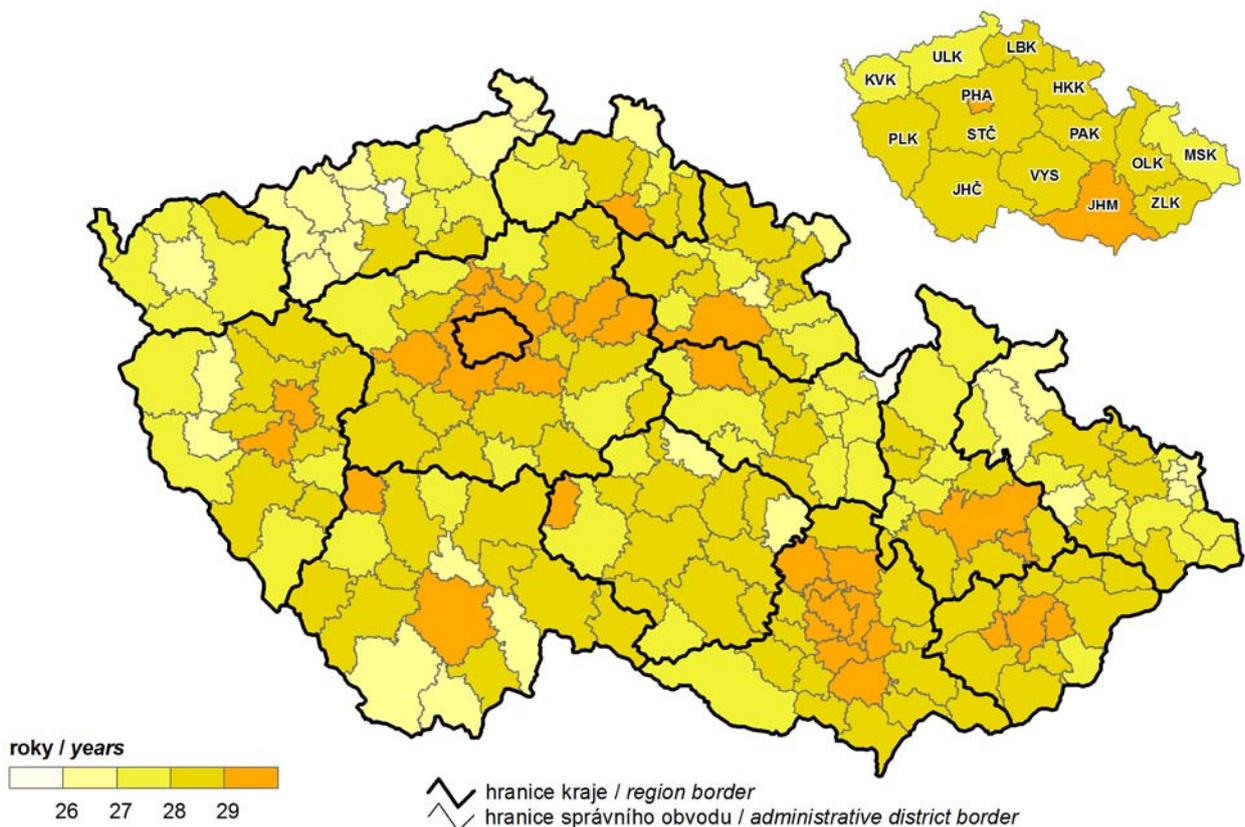 LBK
ULK
KVK
HKK
PHA
PLK
STČ
PAK
MSK
OLK
VYS
JHČ
JHM
ZLK
roky / years
26 27 28 29
hranice kraje / region border
hranice správního obvodu / administrative district border